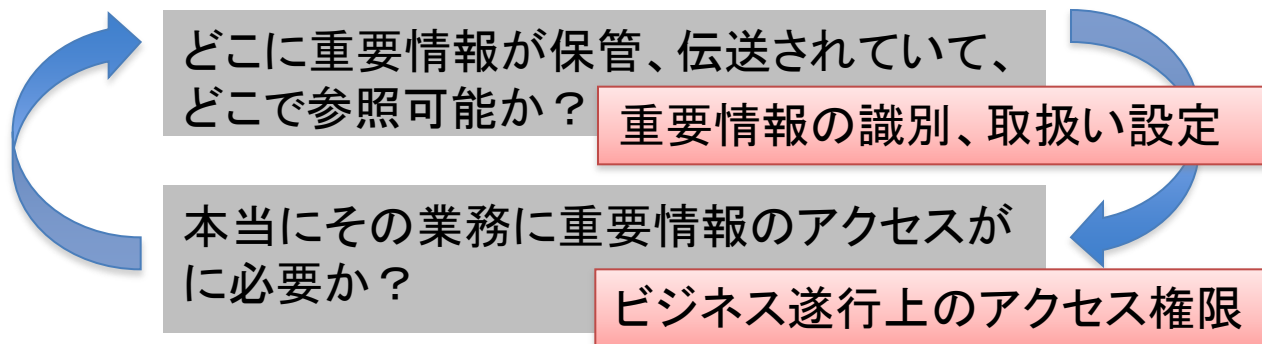 どこに重要情報が保管、伝送されていて、
どこで参照可能か？
重要情報の識別、取扱い設定
本当にその業務に重要情報のアクセスが
に必要か？
ビジネス遂行上のアクセス権限